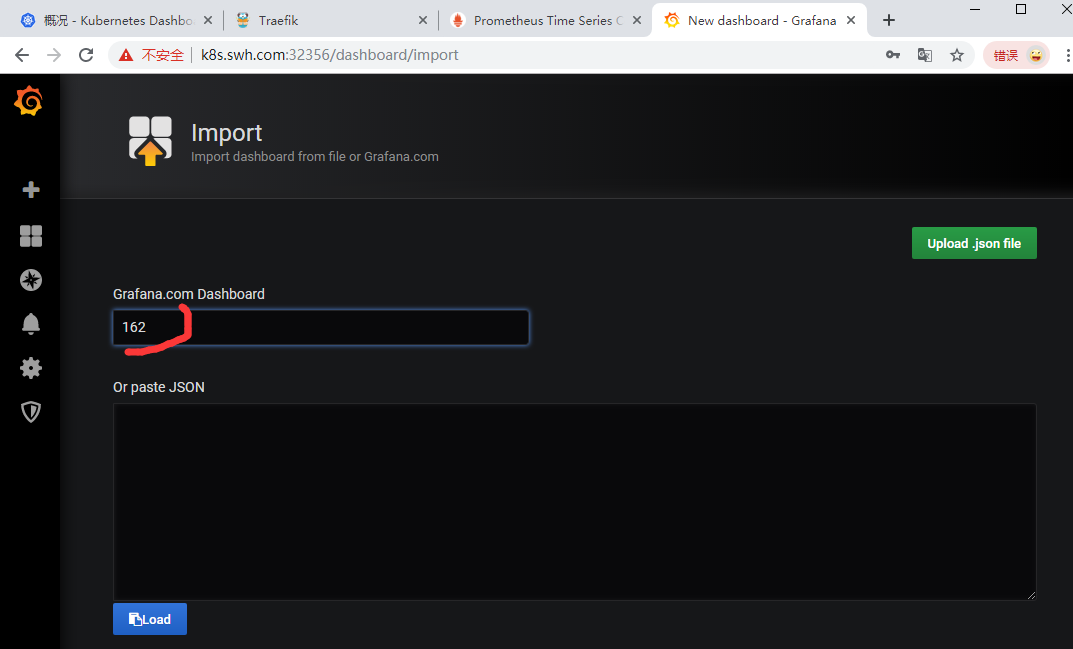 概况 - Kubernetes Dashbo
Traefik
Prometheus Time Series C
New dashboard - Grafana
不安全
k8s.swh.com:32356/dashboard/import
错误
Import
Import dashboard from file or Grafana.com
Upload .json file
Grafana.com Dashboard
162
Or paste JSON
Load